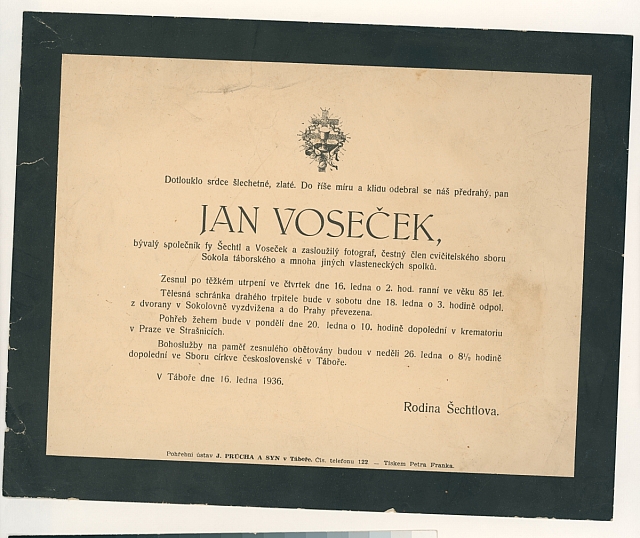 Dotlouklo srdce šlechetné, zlaté. Do říše míru a klidu odebral se náš předrahý, pan
JAN VOSEČEK,
bývalý společník fy Šechtl a Voseček a zasloužilý fotograf, čestný člen cvičitelského sboru
Sokola táborského a mnoha jiných vlasteneckých spolků.
Zesnul po těžkém utrpení ve čtvrtek dne 16. ledna o 2. hod. ranní ve věku 85 let.
Tělesná schránka drahého trpitele bude v sobotu dne 18. ledna o 3. hodině odpol.
z dvorany v Sokolovně vyzdvižena a do Prahy převezena.
Pohřeb žehem bude v pondělí dne 20. ledna o 10. hodině dopolední v krematoriu
v Praze ve Strašnicích.
Bohoslužby na paměť zesnulého obětovány budou v neděli 26. ledna o 8½ hodině
dopolední ve Sboru církve československé v Táboře.
V Táboře dne 16. ledna 1936.
Rodina Šechtlova.
Pohřební ústav J. PRŮCHA A SYN v Táboře. Čís. telefonu 122 — Tiskem Petra Franka.